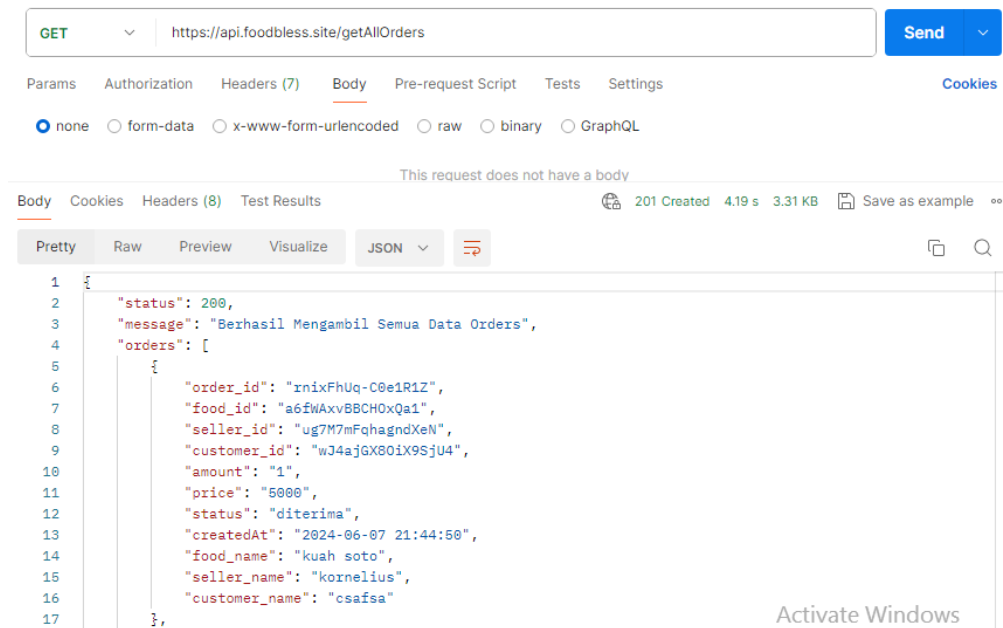 GET https://api.foodbless.site/getAllOrders Send
Params Authorization Headers (7) Body Pre-request Script Tests Settings Cookies
none form-data x-www-form-urlencoded raw binary GraphQL
This request does not have a body
Body Cookies Headers (8) Test Results 201 Created 4.19 s 3.31 KB Save as example
Pretty Raw Preview Visualize JSON
1 {
2 "status": 200,
3 "message": "Berhasil Mengambil Semua Data Orders",
4 "orders": [
5 {
6 "order_id": "rnixFhUq-C0e1R1Z",
7 "food_id": "a6fWAxvBBCHOxQa1",
8 "seller_id": "ug7M7mFqhagndXeN",
9 "customer_id": "wJ4ajGX8OiX9SjU4",
10 "amount": "1",
11 "price": "5000",
12 "status": "diterima",
13 "createdAt": "2024-06-07 21:44:50",
14 "food_name": "kuah soto",
15 "seller_name": "kornelius",
16 "customer_name": "csafsa"
17 },
Activate Windows